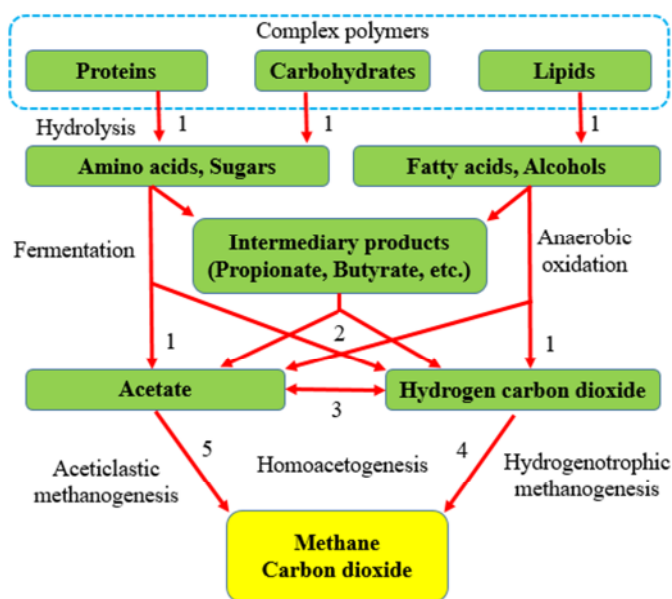 Complex polymers
Proteins
Carbohydrates
Lipids
Hydrolysis
1
1
1
Amino acids, Sugars
Fatty acids, Alcohols
Fermentation
Intermediary products
(Propionate, Butyrate, etc.)
Anaerobic
oxidation
1
2
1
Acetate
3
Hydrogen carbon dioxide
Aceticlastic
methanogenesis
5
Homoacetogenesis
4
Hydrogenotrophic
methanogenesis
Methane
Carbon dioxide